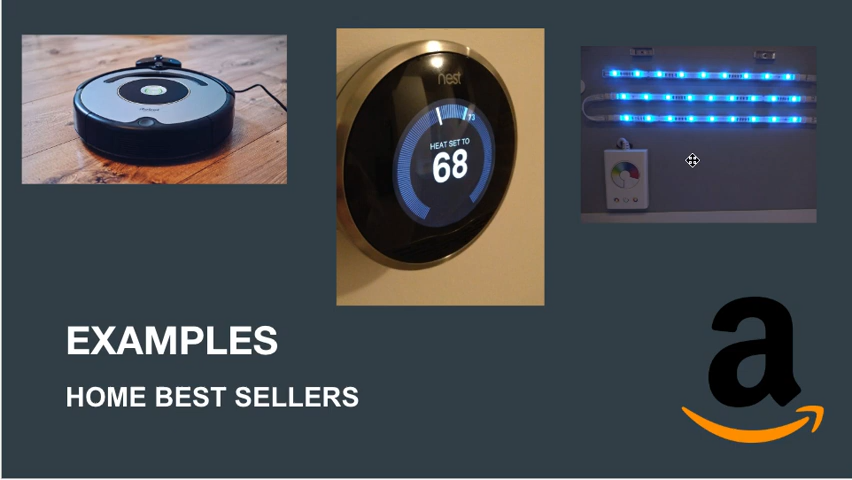 nest
73
HEAT SET TO
68
EXAMPLES
HOME BEST SELLERS
a